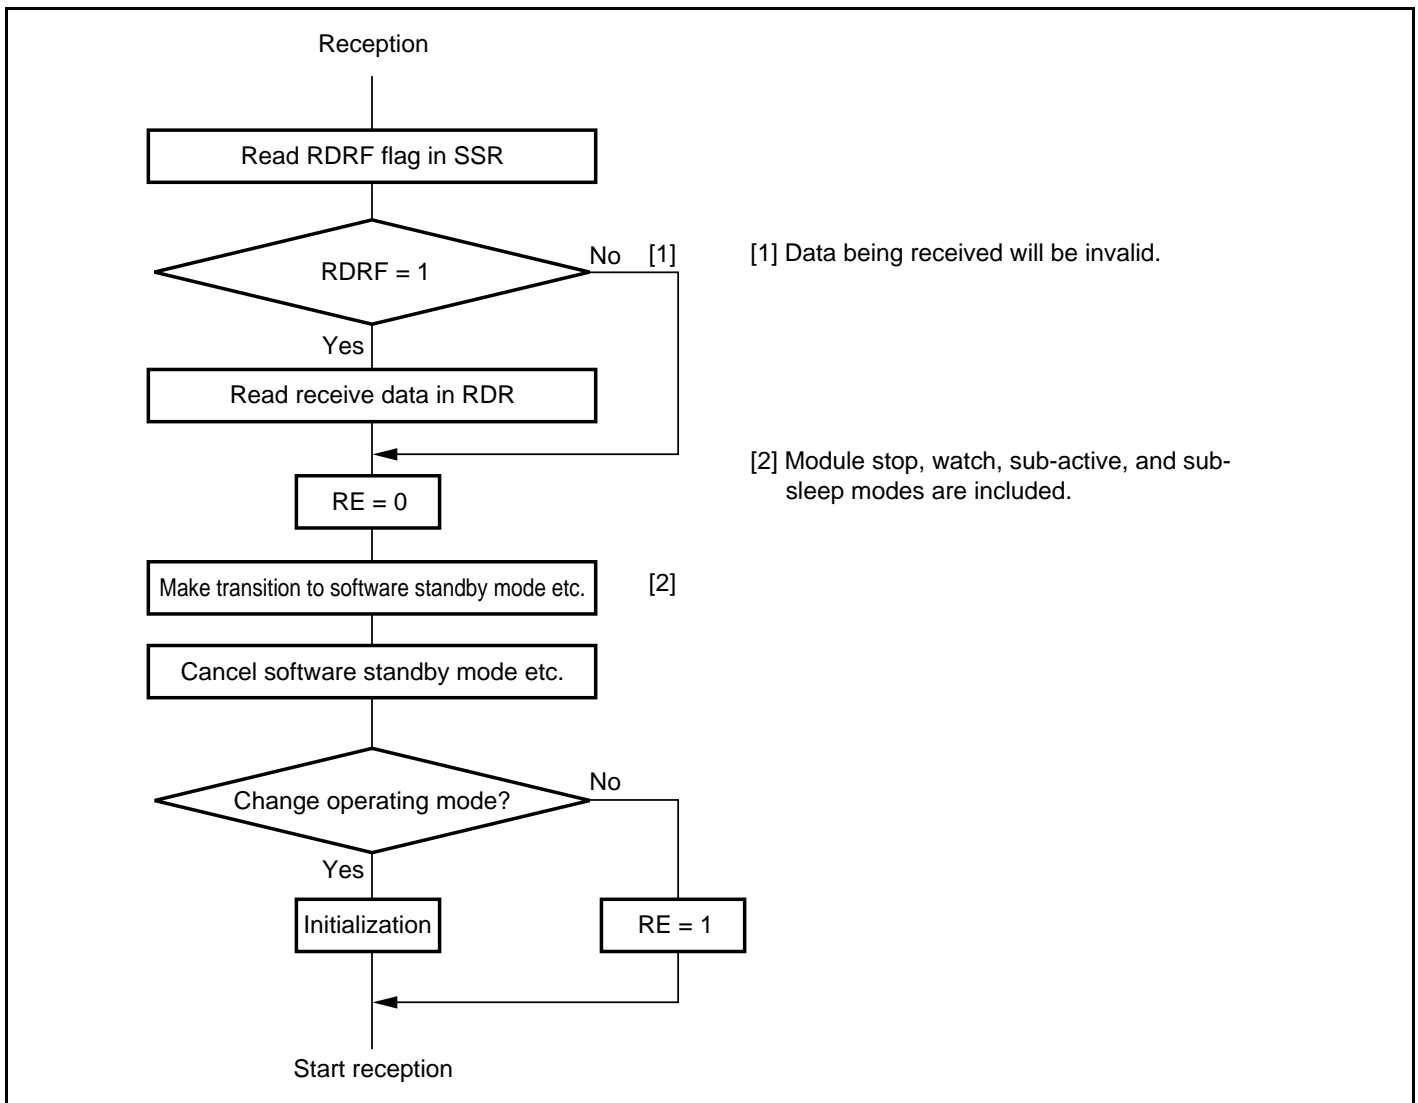 Reception
Read RDRF flag in SSR
RDRF = 1
No
[1]
[1] Data being received will be invalid.
Yes
Read receive data in RDR
RE = 0
[2] Module stop, watch, sub-active, and sub-
sleep modes are included.
Make transition to software standby mode etc.
[2]
Cancel software standby mode etc.
Change operating mode?
No
Yes
Initialization
RE = 1
Start reception